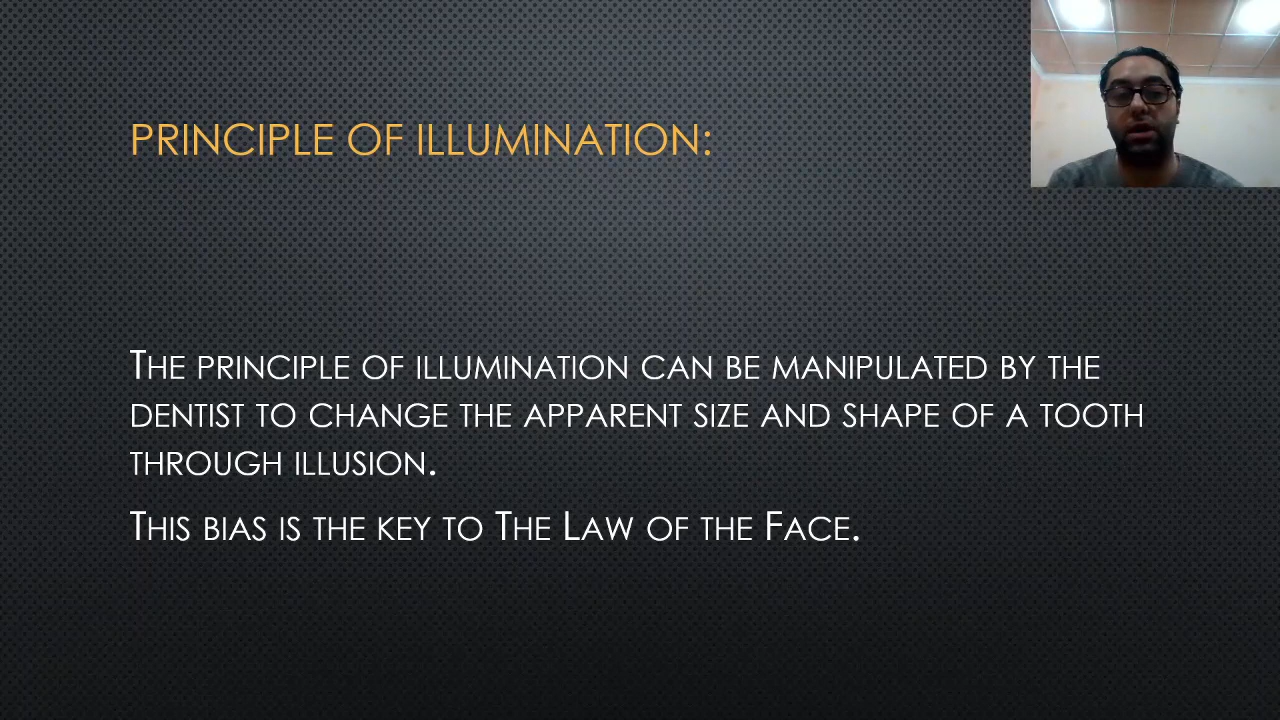 PRINCIPLE OF ILLUMINATION:
THE PRINCIPLE OF ILLUMINATION CAN BE MANIPULATED BY THE
DENTIST TO CHANGE THE APPARENT SIZE AND SHAPE OF A TOOTH
THROUGH ILLUSION.
THIS BIAS IS THE KEY TO THE LAW OF THE FACE.